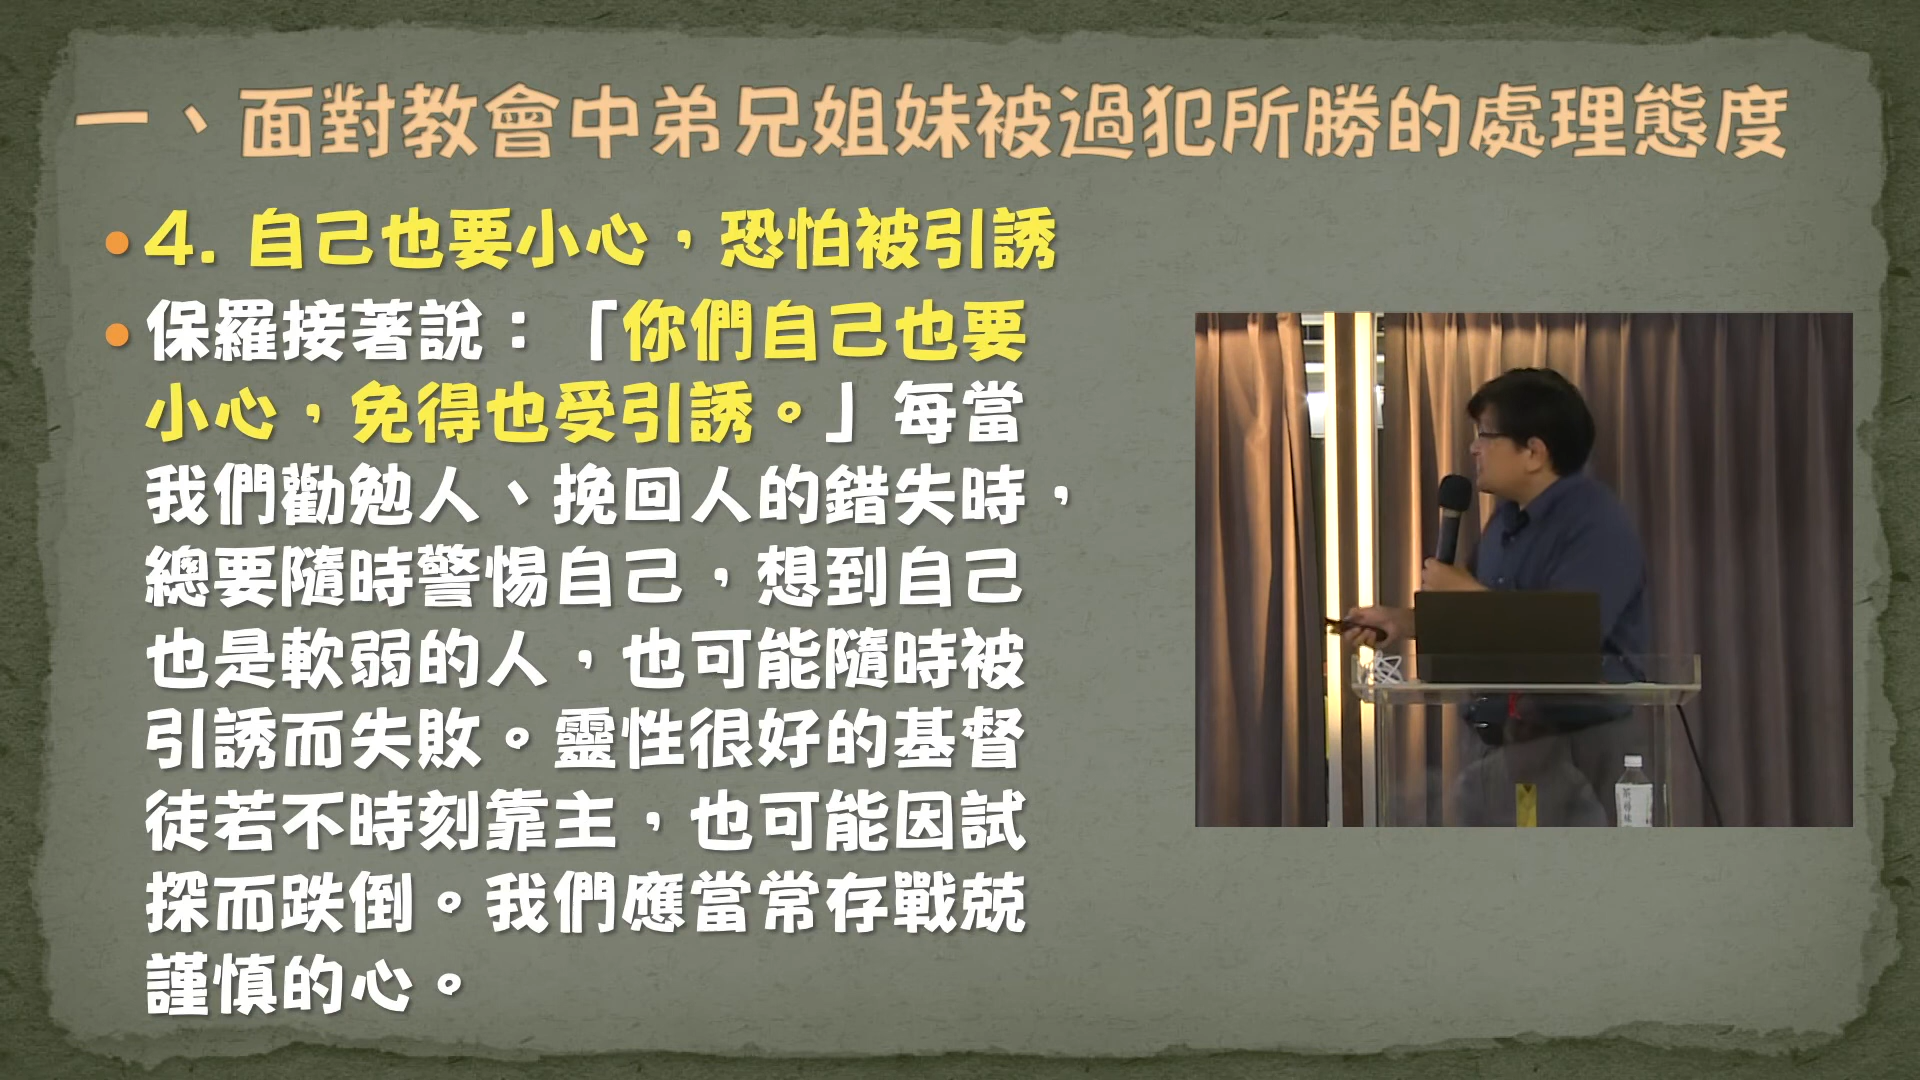 一、面對教會中弟兄姐妹被過犯所勝的處理態度
4. 自己也要小心，恐怕被引誘
保羅接著說：「你們自己也要
小心，免得也受引誘。」每當
我們勸勉人、挽回人的錯失時，
總要隨時警惕自己，想到自己
也是軟弱的人，也可能隨時被
引誘而失敗。靈性很好的基督
徒若不時刻靠主，也可能因試
探而跌倒。我們應當常存戰兢
謹慎的心。